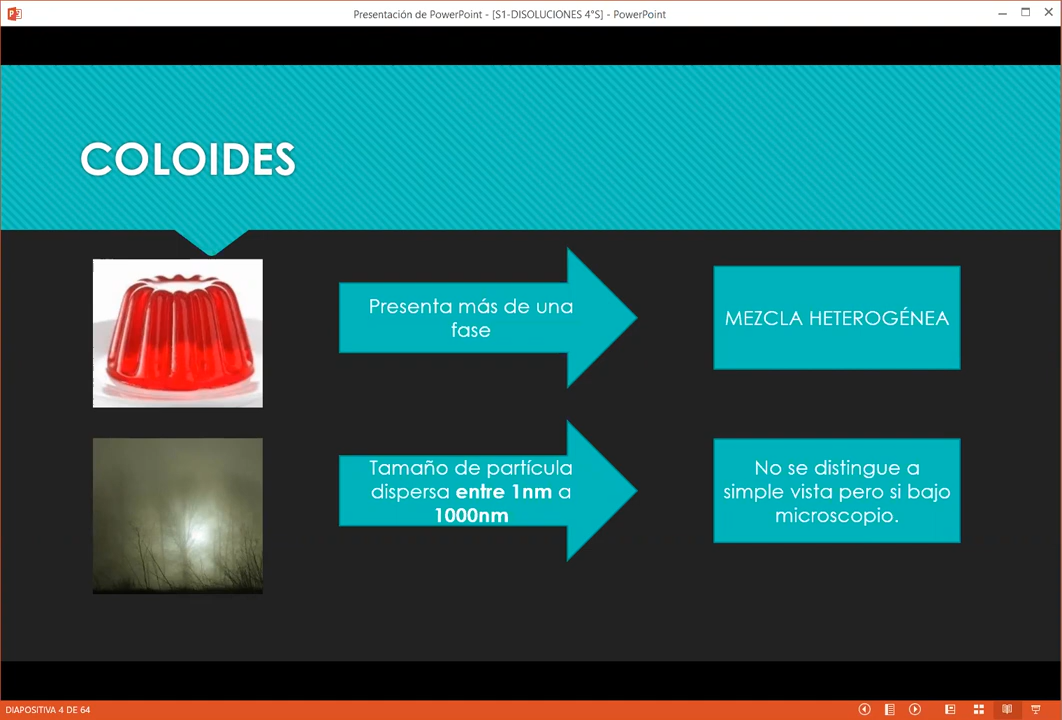 Presentación de PowerPoint - [S1-DISOLUCIONES 4°S] - PowerPoint
COLOIDES
Presenta más de una
fase
MEZCLA HETEROGÉNEA
Tamaño de partícula
dispersa entre 1nm a
1000nm
No se distingue a
simple vista pero si bajo
microscopio.
DIAPOSITIVA 4 DE 64